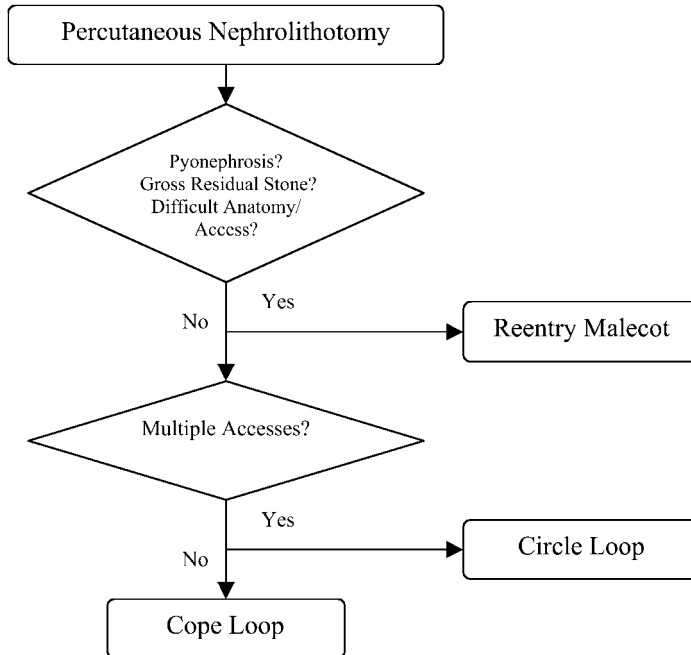 Percutaneous Nephrolithotomy
Pyonephrosis?
Gross Residual Stone?
Difficult Anatomy/
Access?
Yes
No
Reentry Malecot
Multiple Accesses?
Yes
No
Circle Loop
Cope Loop